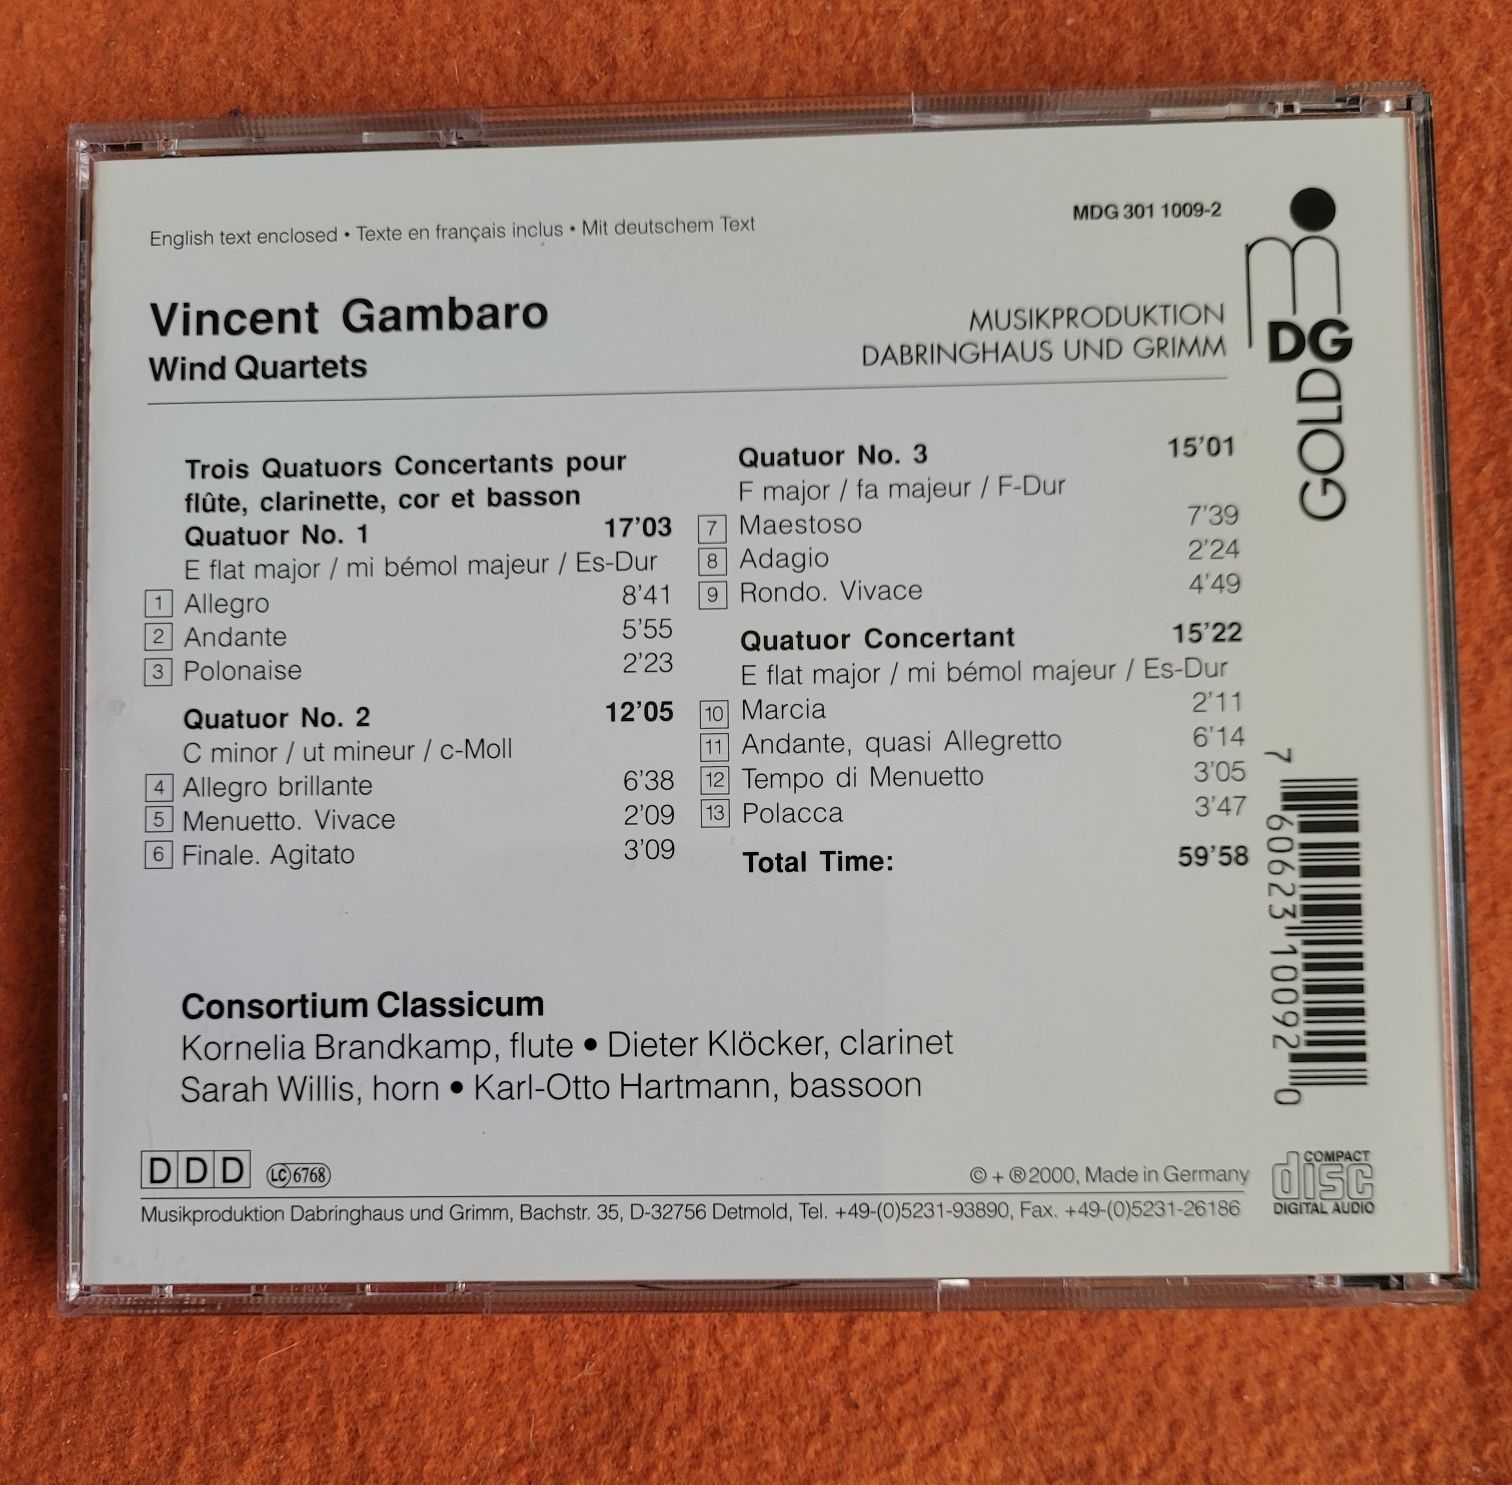 English text enclosed • Texte en français inclus • Mit deutschem Text
MDG 301 1009-2
Vincent Gambaro
Wind Quartets
MUSIKPRODUKTION
DABRINGHAUS UND GRIMM
MDG
GOLD
Trois Quatuors Concertants pour
flûte, clarinette, cor et basson
Quatuor No. 1 17'03
E flat major / mi bémol majeur / Es-Dur
1 Allegro 8'41
2 Andante 5'55
3 Polonaise 2'23
Quatuor No. 2 12'05
C minor / ut mineur / c-Moll
4 Allegro brillante 6'38
5 Menuetto. Vivace 2'09
6 Finale. Agitato 3'09
Quatuor No. 3 15'01
F major / fa majeur / F-Dur
7 Maestoso 7'39
8 Adagio 2'24
9 Rondo. Vivace 4'49
Quatuor Concertant 15'22
E flat major / mi bémol majeur / Es-Dur
10 Marcia 2'11
11 Andante, quasi Allegretto 6'14
12 Tempo di Menuetto 3'05
13 Polacca 3'47
Total Time: 59'58
7 60623 10092 0
Consortium Classicum
Kornelia Brandkamp, flute • Dieter Klöcker, clarinet
Sarah Willis, horn • Karl-Otto Hartmann, bassoon
DDD LC 6768
© + ® 2000, Made in Germany
Musikproduktion Dabringhaus und Grimm, Bachstr. 35, D-32756 Detmold, Tel. +49-(0)5231-93890, Fax. +49-(0)5231-26186
COMPACT
disc
DIGITAL AUDIO